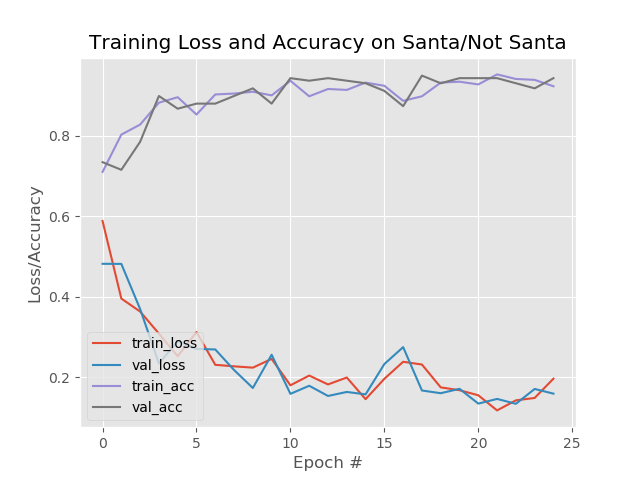 Training Loss and Accuracy on Santa/Not Santa
Loss/Accuracy
0.8
0.6
0.4
0.2
train_loss
val_loss
train_acc
val_acc
0 5 10 15 20 25
Epoch #